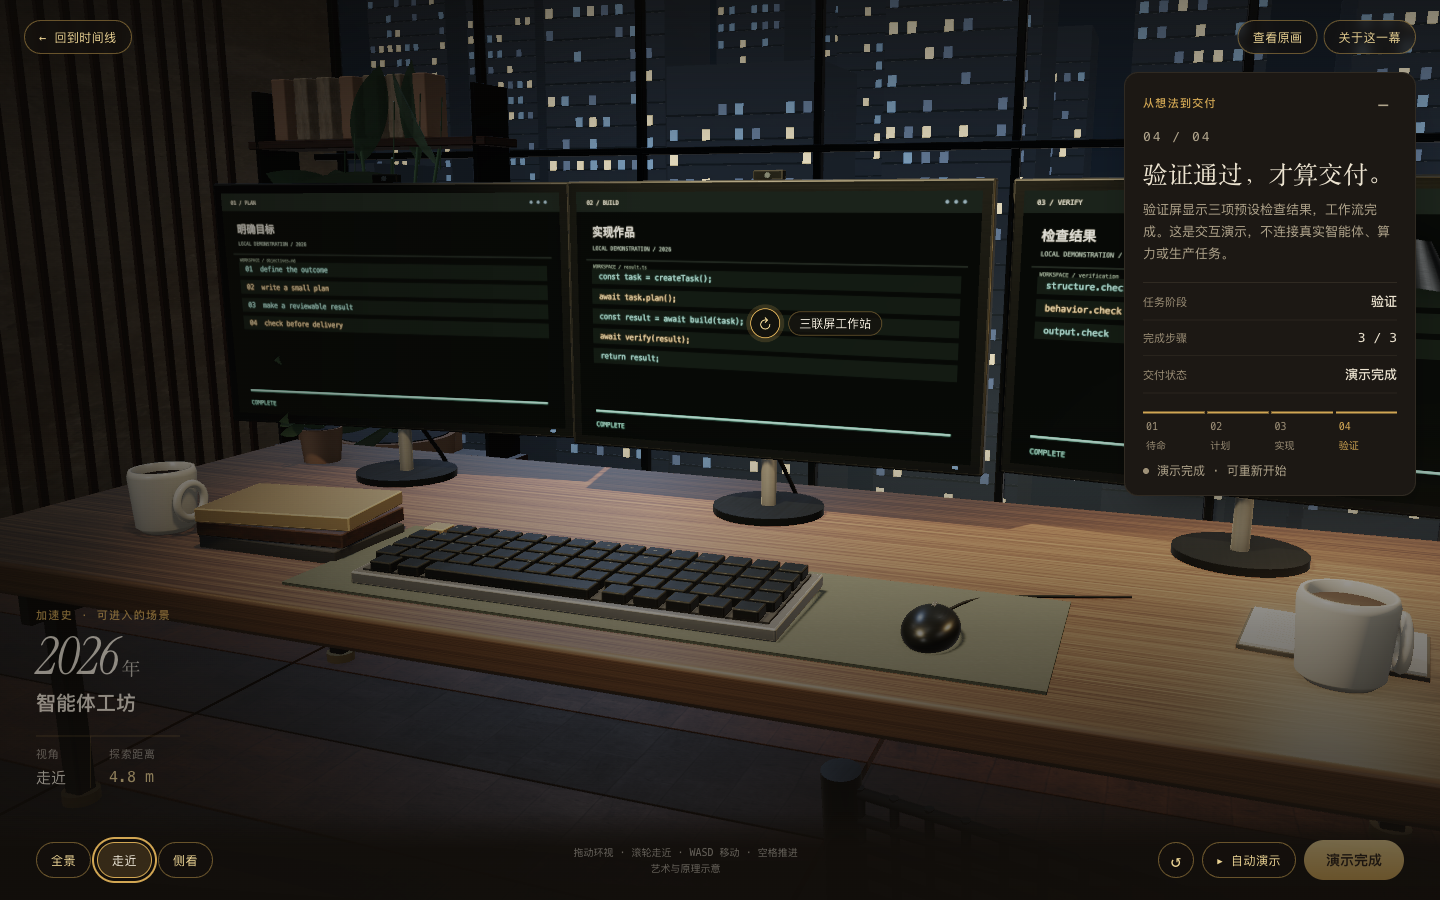 ← 回到时间线
查看原画
关于这一幕
从想法到交付
—
04 / 04
验证通过，才算交付。
验证屏显示三项预设检查结果，工作流完
成。这是交互演示，不连接真实智能体、算
力或生产任务。
任务阶段 验证
完成步骤 3 / 3
交付状态 演示完成
01 02 03 04
待命 计划 实现 验证
演示完成 · 可重新开始
01 / PLAN
明确目标
LOCAL DEMONSTRATION / 2026
01 define the outcome
02 write a small plan
03 make a reviewable result
04 check before delivery
COMPLETE
02 / BUILD
实现作品
LOCAL DEMONSTRATION / 2026
WORKSPACE / result.ts
const task = createTask();
await task.plan();
const result = await build(task);
await verify(result);
return result;
COMPLETE
三联屏工作站
03 / VERIFY
检查结果
LOCAL DEMONSTRATION /
WORKSPACE / verification
structure.chec
behavior.check
output.check
COMPLETE
加速史 · 可进入的场景
2026年
智能体工坊
视角 探索距离
走近 4.8 m
全景
走近
侧看
拖动环视 · 滚轮走近 · WASD 移动 · 空格推进
艺术与原理示意
↺
▸ 自动演示
演示完成